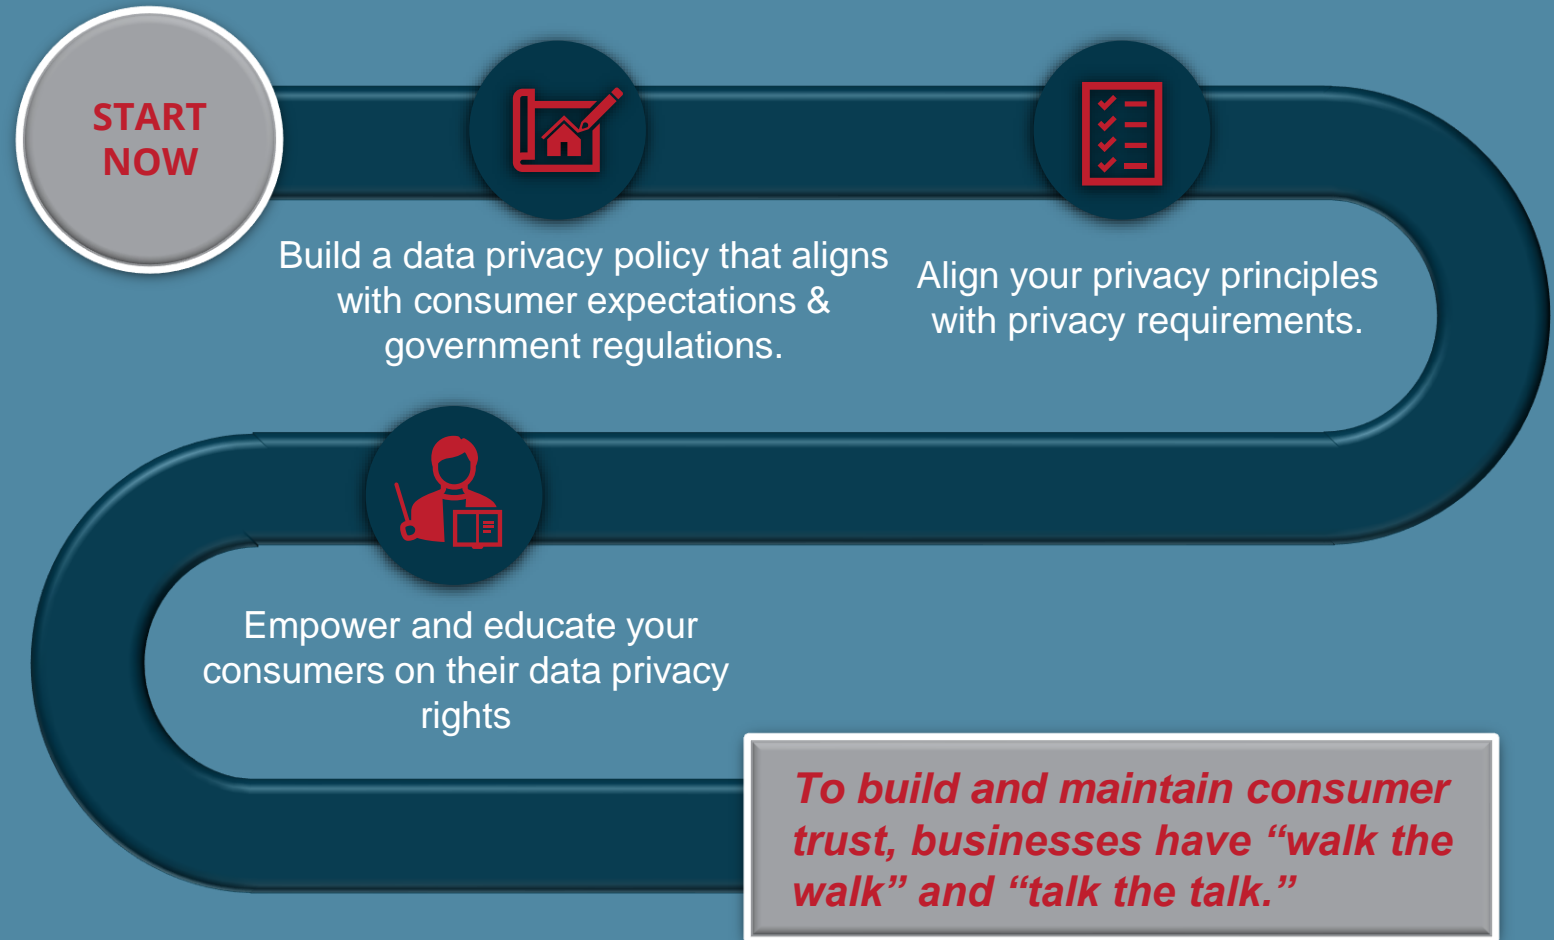 START
NOW
Build a data privacy policy that aligns
with consumer expectations &
government regulations.
Align your privacy principles
with privacy requirements.
Empower and educate your
consumers on their data privacy
rights
To build and maintain consumer
trust, businesses have “walk the
walk” and “talk the talk.”